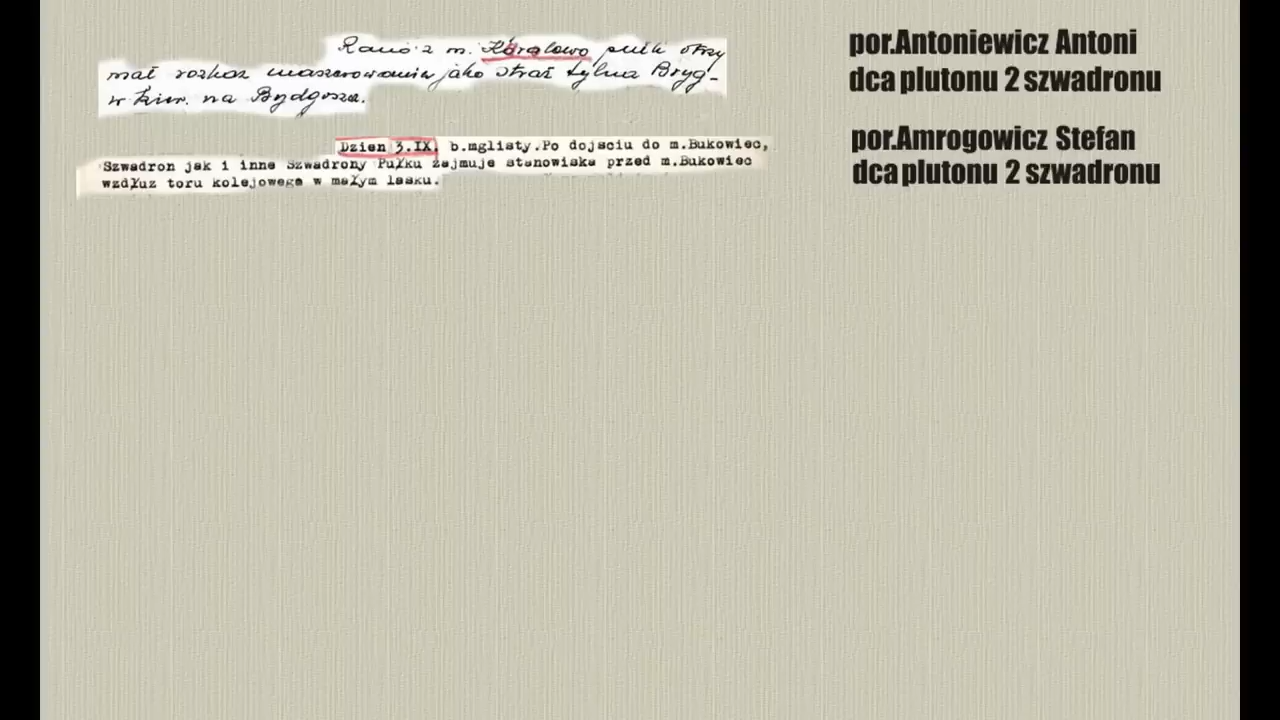 Rano z m. Koralowo pułk otrzy
mał rozkaz maszerowania jako straż tylna Bryg-
w kier. na Bydgoszcz.
por.Antoniewicz Antoni
dca plutonu 2 szwadronu
Dzien 3.IX. b.mglisty.Po dojsciu do m.Bukowiec,
Szwadron jak i inne Szwadrony Pułku zajmuje stanowiska przed m.Bukowiec
wzdłuz toru kolejowego w małym lasku.
por.Amrogowicz Stefan
dca plutonu 2 szwadronu